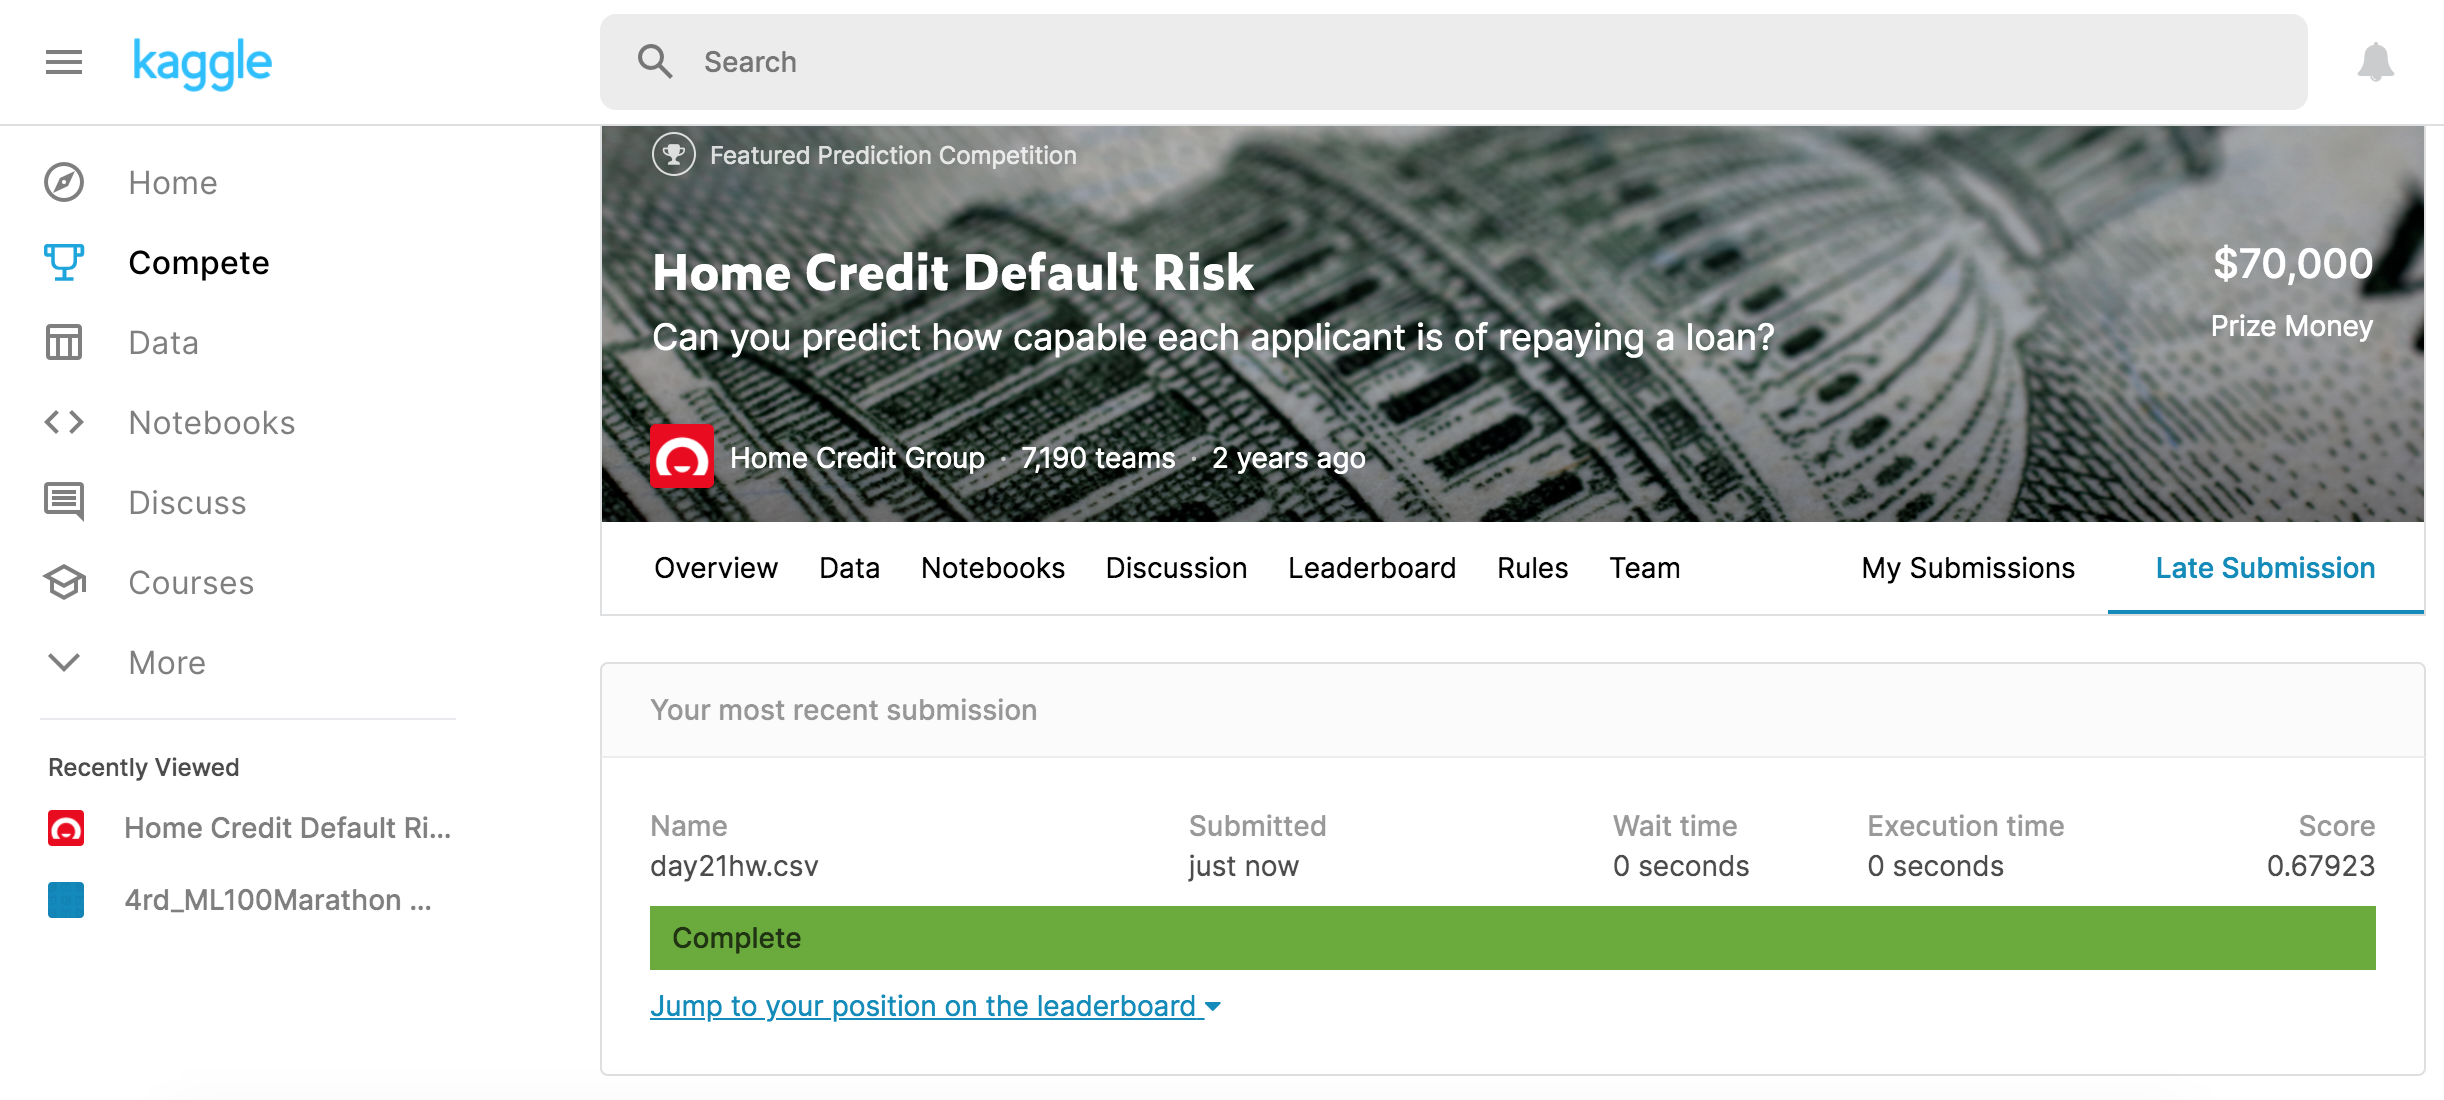 kaggle
Search
Home
Compete
Data
Notebooks
Discuss
Courses
More
Recently Viewed
Home Credit Default Ri...
4rd_ML100Marathon ...
Featured Prediction Competition
Home Credit Default Risk
Can you predict how capable each applicant is of repaying a loan?
$70,000
Prize Money
Home Credit Group · 7,190 teams · 2 years ago
Overview Data Notebooks Discussion Leaderboard Rules Team My Submissions Late Submission
Your most recent submission
Name Submitted Wait time Execution time Score
day21hw.csv just now 0 seconds 0 seconds 0.67923
Complete
Jump to your position on the leaderboard